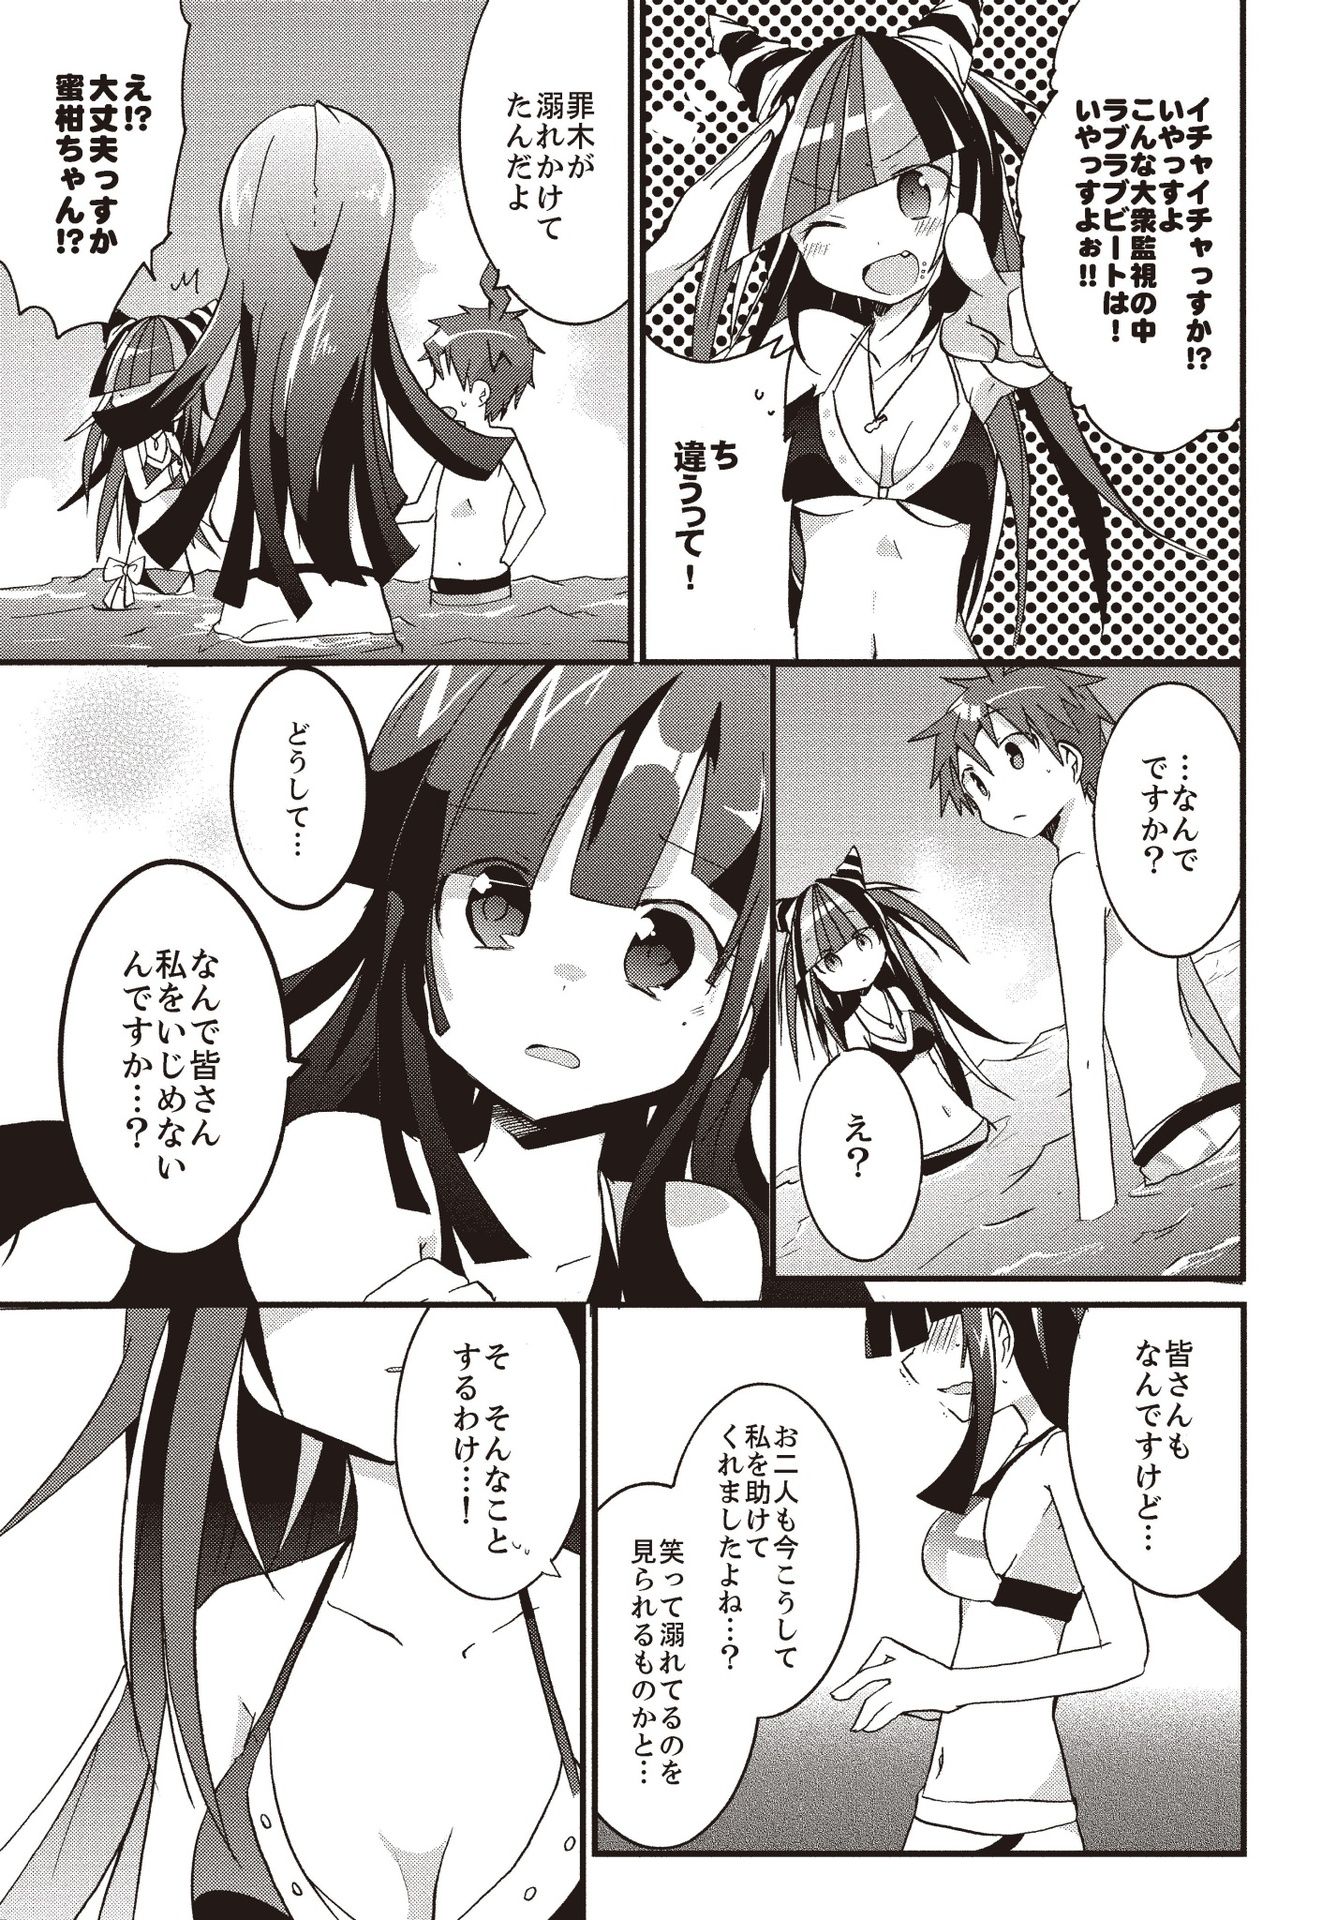 イチャイチャっすか!?
いやっすよ
こんな大衆監視の中
ラブラブビートは!
いやっすよぉ!!
ち
違うって!
罪木が
溺れかけて
たんだよ
え!?
大丈夫っすか
蜜柑ちゃん!?
…なんで
ですか?
え?
どうして…
なんで皆さん
私をいじめない
んですか…?
皆さんも
なんですけど…
お二人も今こうして
私を助けて
くれましたよね…?
笑って溺れてるのを
見られるものかと…
そ そんなこと
するわけ…!